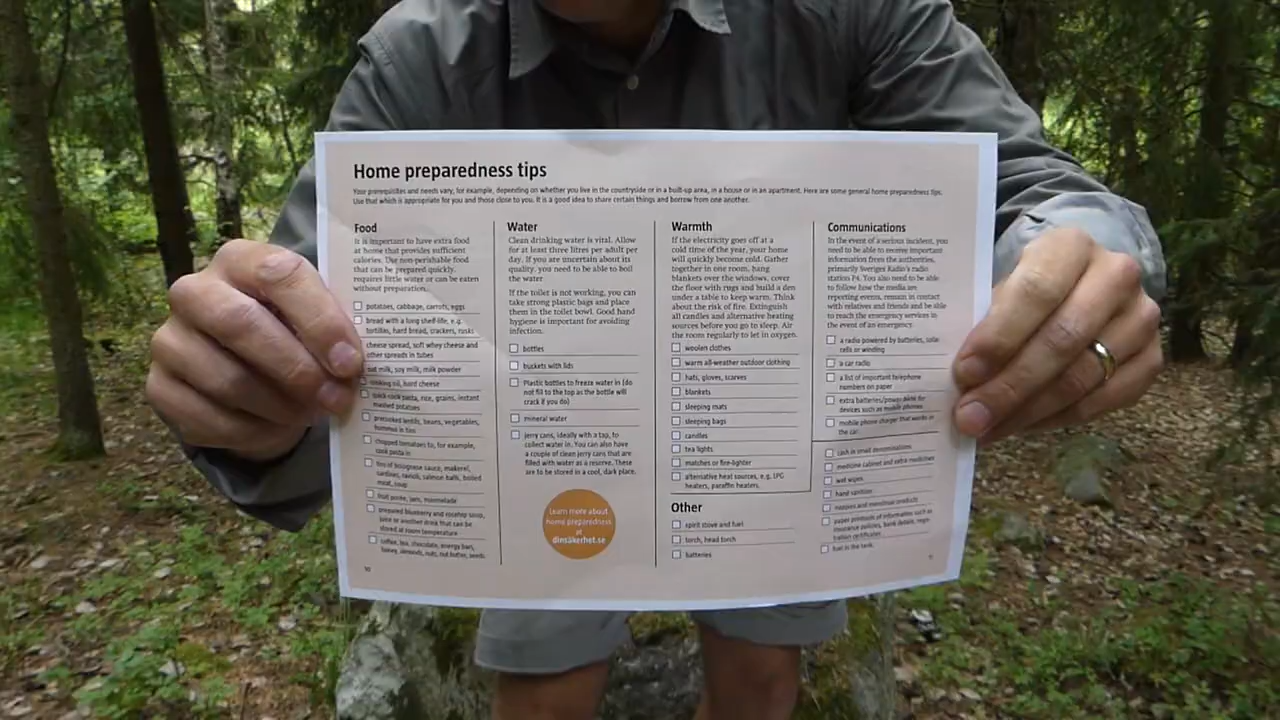 Home preparedness tips
Your prerequisites and needs vary, for example, depending on whether you live in the countryside or in a built-up area, in a house or in an apartment. Here are some general home preparedness tips.
Use that which is appropriate for you and those close to you. It is a good idea to share certain things and borrow from one another.
Food
It is important to have extra food
at home that provides sufficient
calories. Use non-perishable food
that can be prepared quickly,
requires little water or can be eaten
without preparation.
potatoes, cabbage, carrots, eggs
bread with a long shelf-life, e.g.
tortillas, hard bread, crackers, rusks
cheese spread, soft whey cheese and
other spreads in tubes
oat milk, soy milk, milk powder
cooking oil, hard cheese
quick-cook pasta, rice, grains, instant
mashed potatoes
precooked lentils, beans, vegetables,
hummus in tins
chopped tomatoes to, for example,
cook pasta in
tins of bolognese sauce, makerel,
sardines, ravioli, salmon balls, boiled
meat, soup
fruit purée, jam, marmelade
prepared blueberry and rosehip soup,
juice or another drink that can be
stored at room temperature
coffee, tea, chocolate, energy bars,
honey, almonds, nuts, nut butter, seeds
10
Water
Clean drinking water is vital. Allow
for at least three litres per adult per
day. If you are uncertain about its
quality, you need to be able to boil
the water
If the toilet is not working, you can
take strong plastic bags and place
them in the toilet bowl. Good hand
hygiene is important for avoiding
infection.
bottles
buckets with lids
Plastic bottles to freeze water in (do
not fill to the top as the bottle will
crack if you do)
mineral water
jerry cans, ideally with a tap, to
collect water in. You can also have
a couple of clean jerry cans that are
filled with water as a reserve. These
are to be stored in a cool, dark place.
Learn more about
home preparedness
at
dinsäkerhet.se
Warmth
If the electricity goes off at a
cold time of the year, your home
will quickly become cold. Gather
together in one room, hang
blankets over the windows, cover
the floor with rugs and build a den
under a table to keep warm. Think
about the risk of fire. Extinguish
all candles and alternative heating
sources before you go to sleep. Air
the room regularly to let in oxygen.
woolen clothes
warm all-weather outdoor clothing
hats, gloves, scarves
blankets
sleeping mats
sleeping bags
candles
tea lights
matches or fire-lighter
alternative heat sources, e.g. LPG
heaters, paraffin heaters.
Other
spirit stove and fuel
torch, head torch
batteries
Communications
In the event of a serious incident, you
need to be able to receive important
information from the authorities,
primarily Sveriges Radio's radio
station P4. You also need to be able
to follow how the media are
reporting events, remain in contact
with relatives and friends and be able
to reach the emergency services in
the event of an emergency.
a radio powered by batteries, solar
cells or winding
a car radio
a list of important telephone
numbers on paper
extra batteries/power bank for
devices such as mobile phones
mobile phone charger that works in
the car.
cash in small denominations
medicine cabinet and extra medicines
wet wipes
hand sanitiser
nappies and menstrual products
paper printouts of information such as
insurance policies, bank details, regis-
tration certificates
fuel in the tank.
11